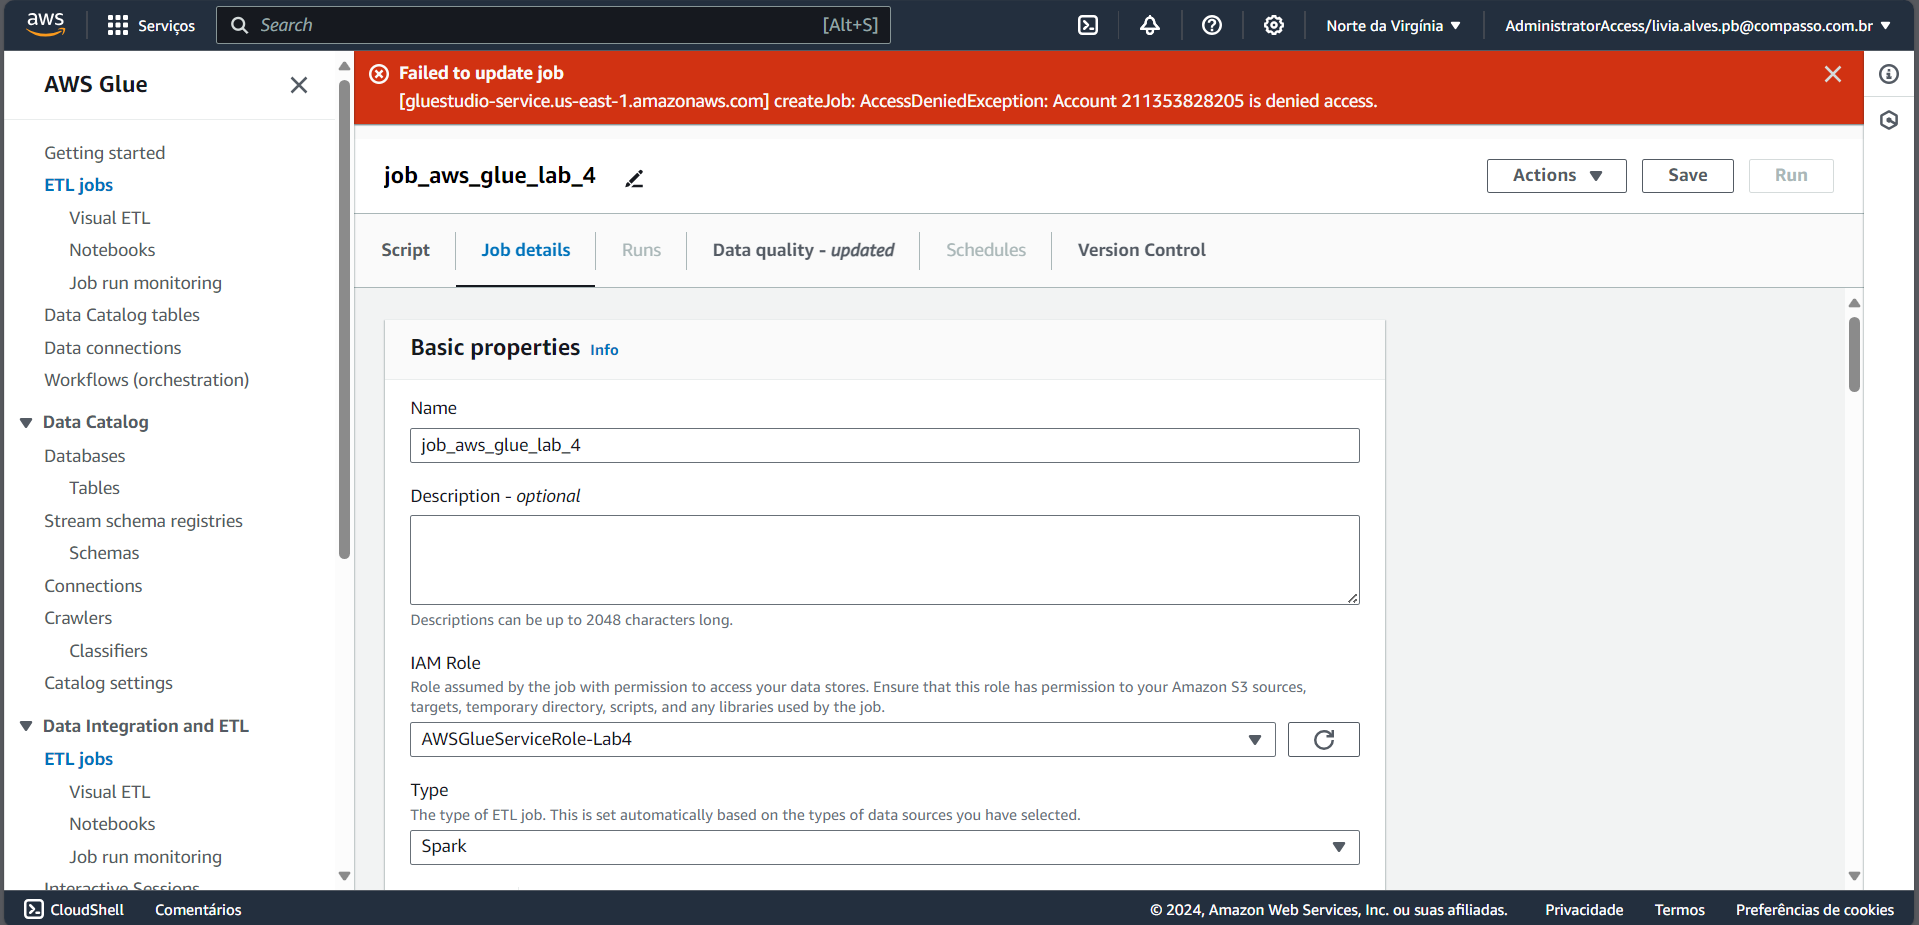 aws
Serviços
Search
[Alt+S]
Norte da Virgínia
AdministratorAccess/livia.alves.pb@compasso.com.br
AWS Glue
Getting started
ETL jobs
Visual ETL
Notebooks
Job run monitoring
Data Catalog tables
Data connections
Workflows (orchestration)
Data Catalog
Databases
Tables
Stream schema registries
Schemas
Connections
Crawlers
Classifiers
Catalog settings
Data Integration and ETL
ETL jobs
Visual ETL
Notebooks
Job run monitoring
Interactive Sessions
Failed to update job
[gluestudio-service.us-east-1.amazonaws.com] createJob: AccessDeniedException: Account 211353828205 is denied access.
job_aws_glue_lab_4
Actions
Save
Run
Script
Job details
Runs
Data quality - updated
Schedules
Version Control
Basic properties Info
Name
job_aws_glue_lab_4
Description - optional
Descriptions can be up to 2048 characters long.
IAM Role
Role assumed by the job with permission to access your data stores. Ensure that this role has permission to your Amazon S3 sources,
targets, temporary directory, scripts, and any libraries used by the job.
AWSGlueServiceRole-Lab4
Type
The type of ETL job. This is set automatically based on the types of data sources you have selected.
Spark
CloudShell
Comentários
© 2024, Amazon Web Services, Inc. ou suas afiliadas.
Privacidade
Termos
Preferências de cookies